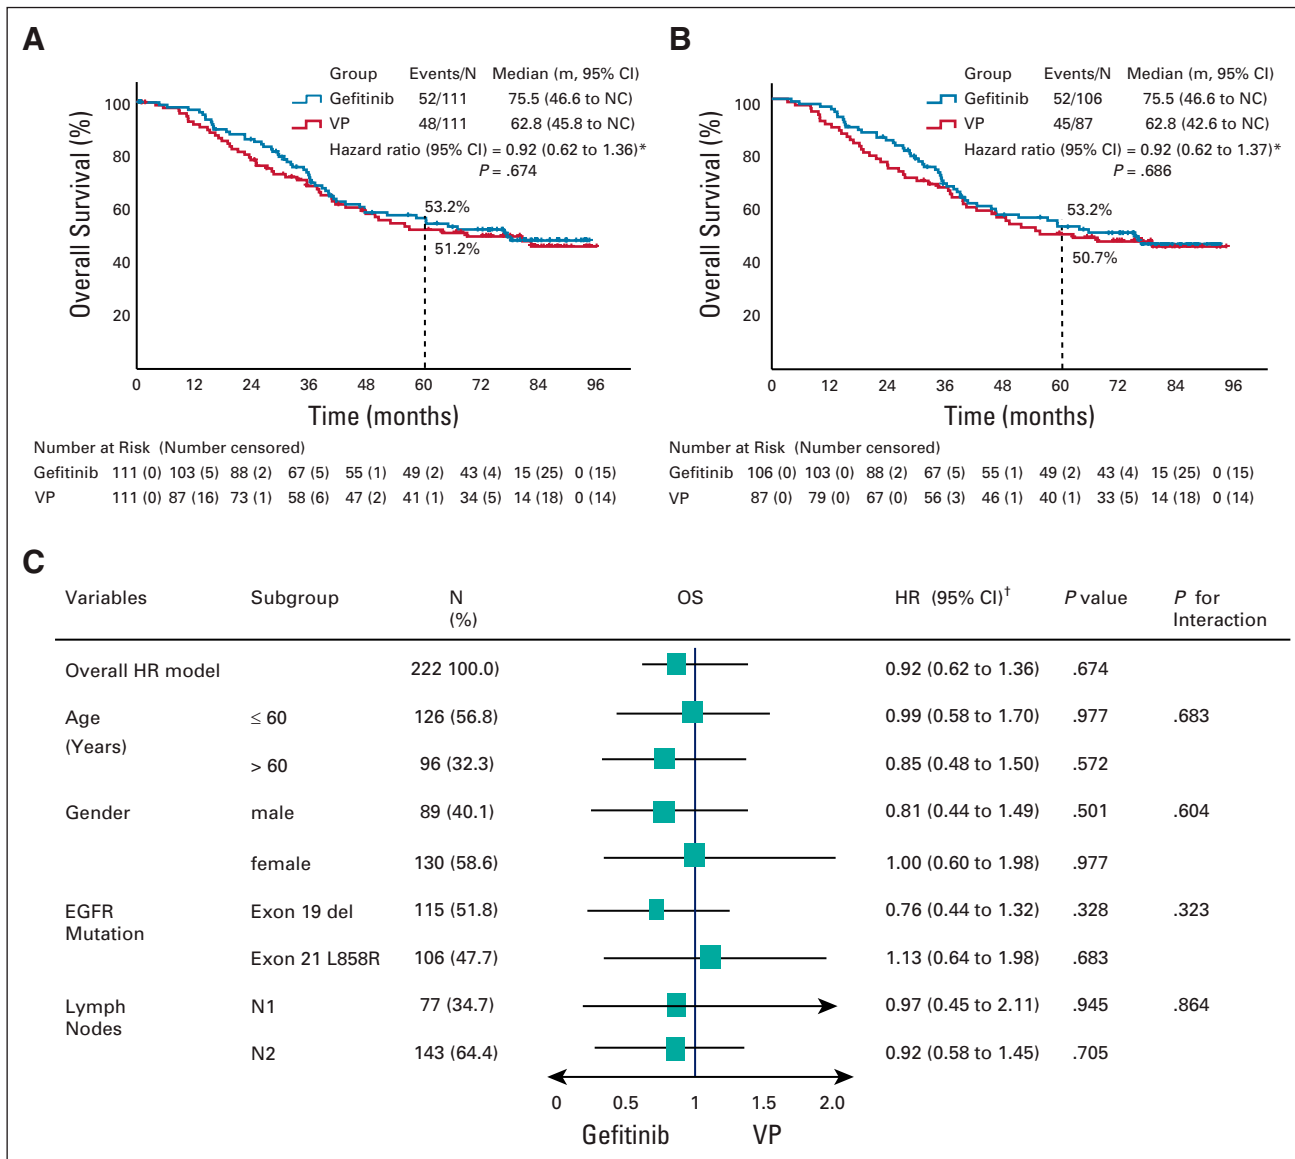 A
Group Events/N Median (m, 95% CI)
Gefitinib 52/111 75.5 (46.6 to NC)
VP 48/111 62.8 (45.8 to NC)
Hazard ratio (95% CI) = 0.92 (0.62 to 1.36)*
P = .674
Overall Survival (%)
100
80
60
40
20
53.2%
51.2%
0 12 24 36 48 60 72 84 96
Time (months)
Number at Risk (Number censored)
Gefitinib 111 (0) 103 (5) 88 (2) 67 (5) 55 (1) 49 (2) 43 (4) 15 (25) 0 (15)
VP 111 (0) 87 (16) 73 (1) 58 (6) 47 (2) 41 (1) 34 (5) 14 (18) 0 (14)
B
Group Events/N Median (m, 95% CI)
Gefitinib 52/106 75.5 (46.6 to NC)
VP 45/87 62.8 (42.6 to NC)
Hazard ratio (95% CI) = 0.92 (0.62 to 1.37)*
P = .686
Overall Survival (%)
100
80
60
40
20
53.2%
50.7%
0 12 24 36 48 60 72 84 96
Time (months)
Number at Risk (Number censored)
Gefitinib 106 (0) 103 (0) 88 (2) 67 (5) 55 (1) 49 (2) 43 (4) 15 (25) 0 (15)
VP 87 (0) 79 (0) 67 (0) 56 (3) 46 (1) 40 (1) 33 (5) 14 (18) 0 (14)
C
Variables Subgroup N OS HR (95% CI)† P value P for
(%) Interaction
Overall HR model 222 100.0) 0.92 (0.62 to 1.36) .674
Age ≤ 60 126 (56.8) 0.99 (0.58 to 1.70) .977 .683
(Years)
> 60 96 (32.3) 0.85 (0.48 to 1.50) .572
Gender male 89 (40.1) 0.81 (0.44 to 1.49) .501 .604
female 130 (58.6) 1.00 (0.60 to 1.98) .977
EGFR Exon 19 del 115 (51.8) 0.76 (0.44 to 1.32) .328 .323
Mutation
Exon 21 L858R 106 (47.7) 1.13 (0.64 to 1.98) .683
Lymph N1 77 (34.7) 0.97 (0.45 to 2.11) .945 .864
Nodes
N2 143 (64.4) 0.92 (0.58 to 1.45) .705
0 0.5 1 1.5 2.0
Gefitinib VP